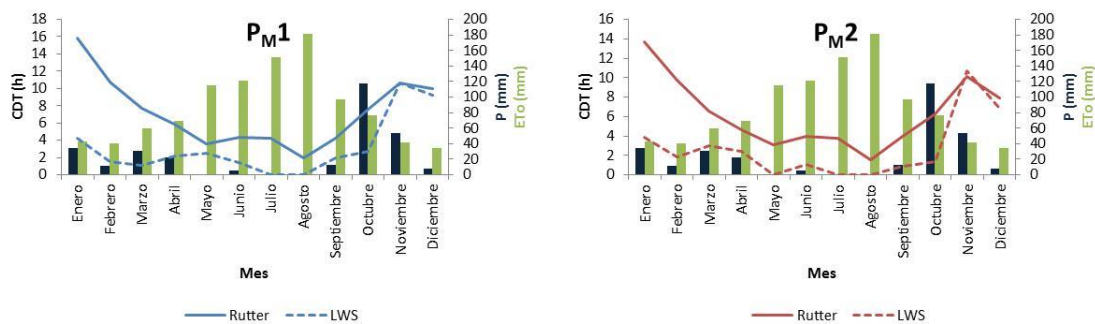 P_M1
CDT (h)
18
16
14
12
10
8
6
4
2
0
200
180
160
140
120
100
80
60
40
20
0
P (mm)
ETo (mm)
Enero
Febrero
Marzo
Abril
Mayo
Junio
Julio
Agosto
Septiembre
Octubre
Noviembre
Diciembre
Mes
Rutter LWS
P_M2
CDT (h)
16
14
12
10
8
6
4
2
0
200
180
160
140
120
100
80
60
40
20
0
P (mm)
ETo (mm)
Enero
Febrero
Marzo
Abril
Mayo
Junio
Julio
Agosto
Septiembre
Octubre
Noviembre
Diciembre
Mes
Rutter LWS